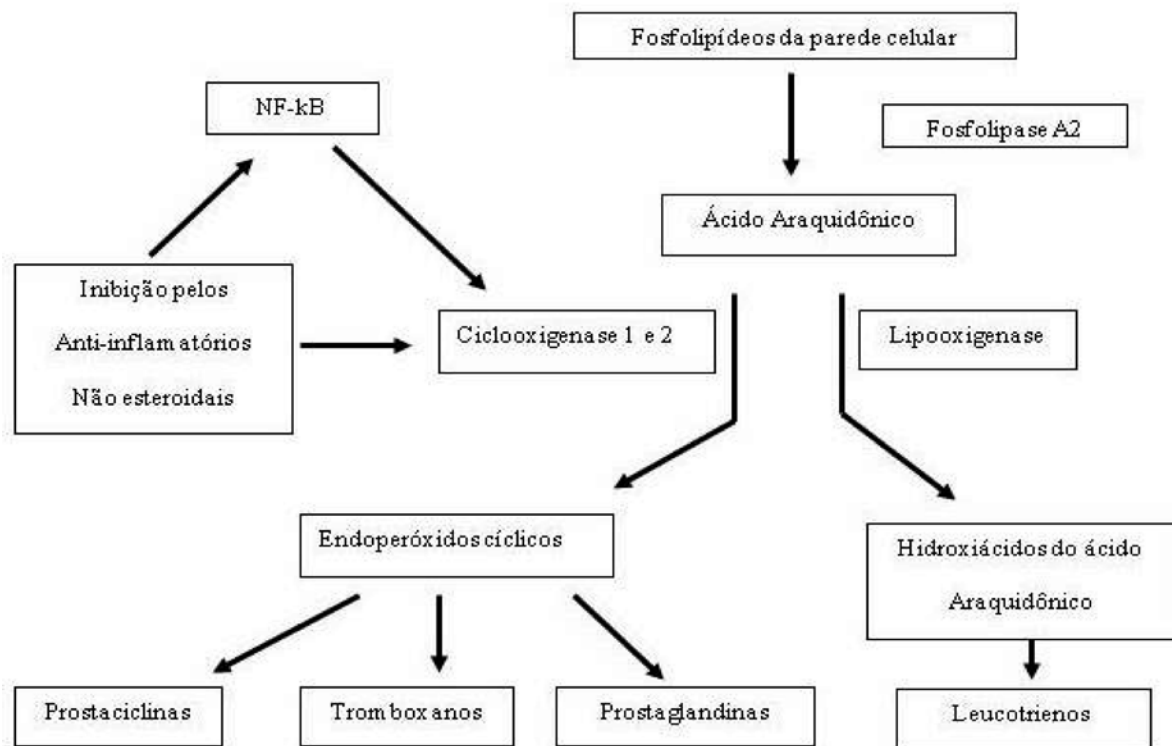 Fosfolipídeos da parede celular
NF-kB
Fosfolipase A2
Ácido Araquidônico
Inibição pelos
Anti-inflamatórios
Não esteroidais
Ciclooxigenase 1 e 2
Lipooxigenase
Endoperóxidos cíclicos
Hidroxiácidos do ácido
Araquidônico
Prostaciclinas
Tromboxanos
Prostaglandinas
Leucotrienos